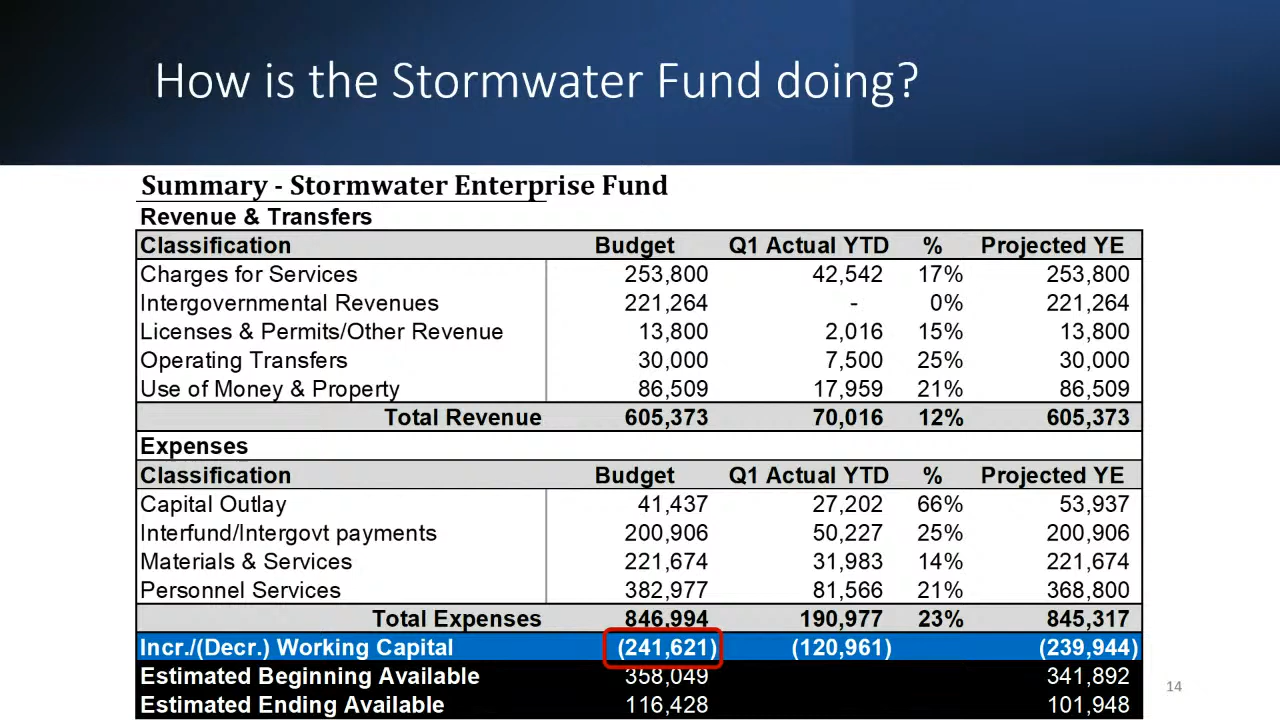 How is the Stormwater Fund doing?
Summary - Stormwater Enterprise Fund
Revenue & Transfers
Classification Budget Q1 Actual YTD % Projected YE
Charges for Services 253,800 42,542 17% 253,800
Intergovernmental Revenues 221,264 - 0% 221,264
Licenses & Permits/Other Revenue 13,800 2,016 15% 13,800
Operating Transfers 30,000 7,500 25% 30,000
Use of Money & Property 86,509 17,959 21% 86,509
Total Revenue 605,373 70,016 12% 605,373
Expenses
Classification Budget Q1 Actual YTD % Projected YE
Capital Outlay 41,437 27,202 66% 53,937
Interfund/Intergovt payments 200,906 50,227 25% 200,906
Materials & Services 221,674 31,983 14% 221,674
Personnel Services 382,977 81,566 21% 368,800
Total Expenses 846,994 190,977 23% 845,317
Incr./(Decr.) Working Capital (241,621) (120,961) (239,944)
Estimated Beginning Available 358,049 341,892
Estimated Ending Available 116,428 101,948
14